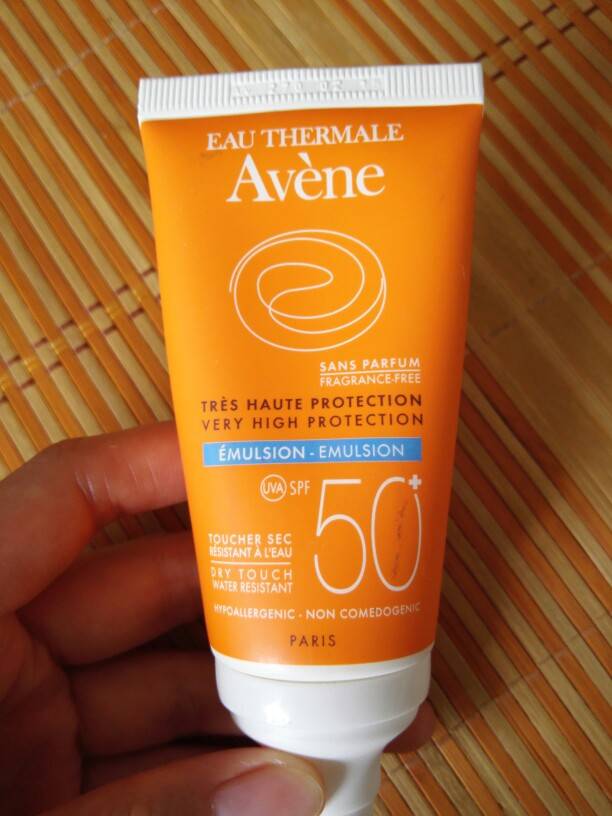 EAU THERMALE
Avène
SANS PARFUM
FRAGRANCE-FREE
TRÈS HAUTE PROTECTION
VERY HIGH PROTECTION
ÉMULSION - EMULSION
UVA SPF 50+
TOUCHER SEC
RÉSISTANT À L'EAU
DRY TOUCH
WATER RESISTANT
HYPOALLERGENIC - NON COMEDOGENIC
PARIS